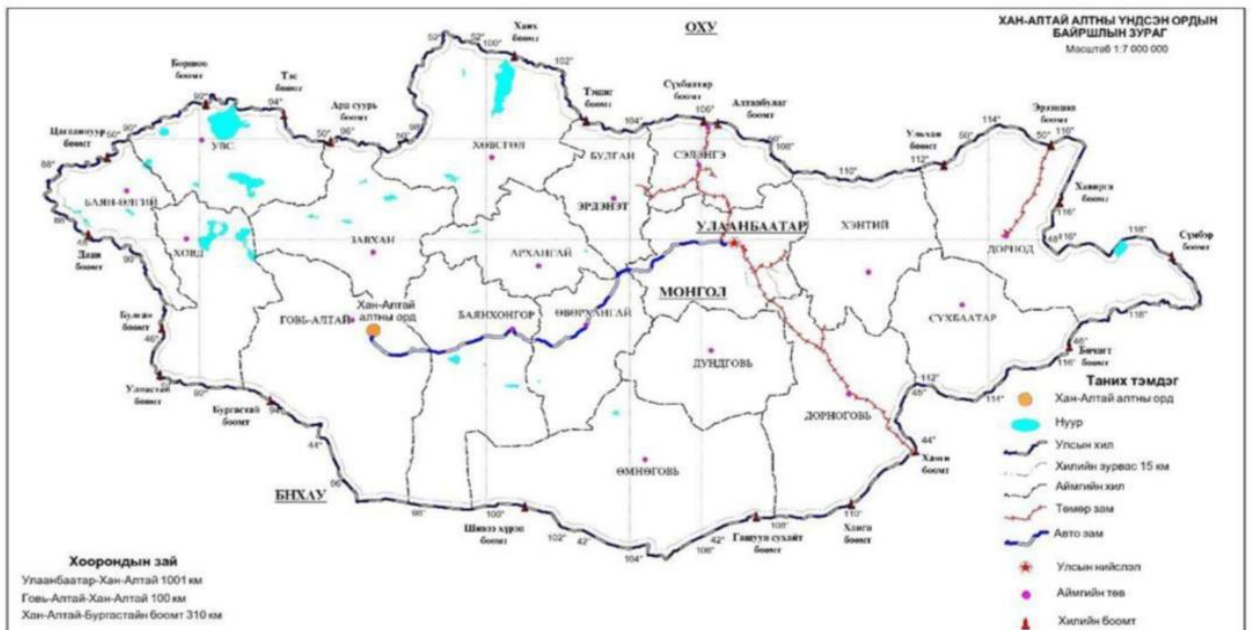 ОХУ
ХАН-АЛТАЙ АЛТНЫ ҮНДСЭН ОРДЫН
БАЙРШЛЫН ЗУРАГ
Масштаб 1:7 000 000
Ханх
боомт
Боршоо
боомт
Тэс
боомт
Арц суурь
боомт
Тэшиг
боомт
Сүхбаатар
боомт
Алтанбулаг
боомт
Ульхан
боомт
Эрээнцав
боомт
Цагааннуур
боомт
Хавирга
боомт
Сүмбэр
боомт
УВС
ХӨВСГӨЛ
БУЛГАН
СЭЛЭНГЭ
БАЯН-ӨЛГИЙ
ЭРДЭНЭТ
УЛААНБААТАР
ХЭНТИЙ
ДОРНОД
ХОВД
ЗАВХАН
АРХАНГАЙ
Даян
боомт
МОНГОЛ
Хан-Алтай
алтны орд
ГОВЬ-АЛТАЙ
БАЯНХОНГОР
ӨВӨРХАНГАЙ
СҮХБААТАР
Булган
боомт
Бичигт
боомт
ДУНДГОВЬ
Улиастай
боомт
Бургастай
боомт
ДОРНОГОВЬ
Ханги
боомт
ӨМНӨГОВЬ
БНХАУ
Шивээ хүрэн
боомт
Гашуун сухайт
боомт
Ханги
боомт
Таних тэмдэг
Хан-Алтай алтны орд
Нуур
Улсын хил
Хилийн зурвас 15 км
Аймгийн хил
Төмөр зам
Авто зам
Улсын нийслэл
Аймгийн төв
Хилийн боомт
Хоорондын зай
Улаанбаатар-Хан-Алтай 1001 км
Говь-Алтай-Хан-Алтай 100 км
Хан-Алтай-Бургастайн боомт 310 км